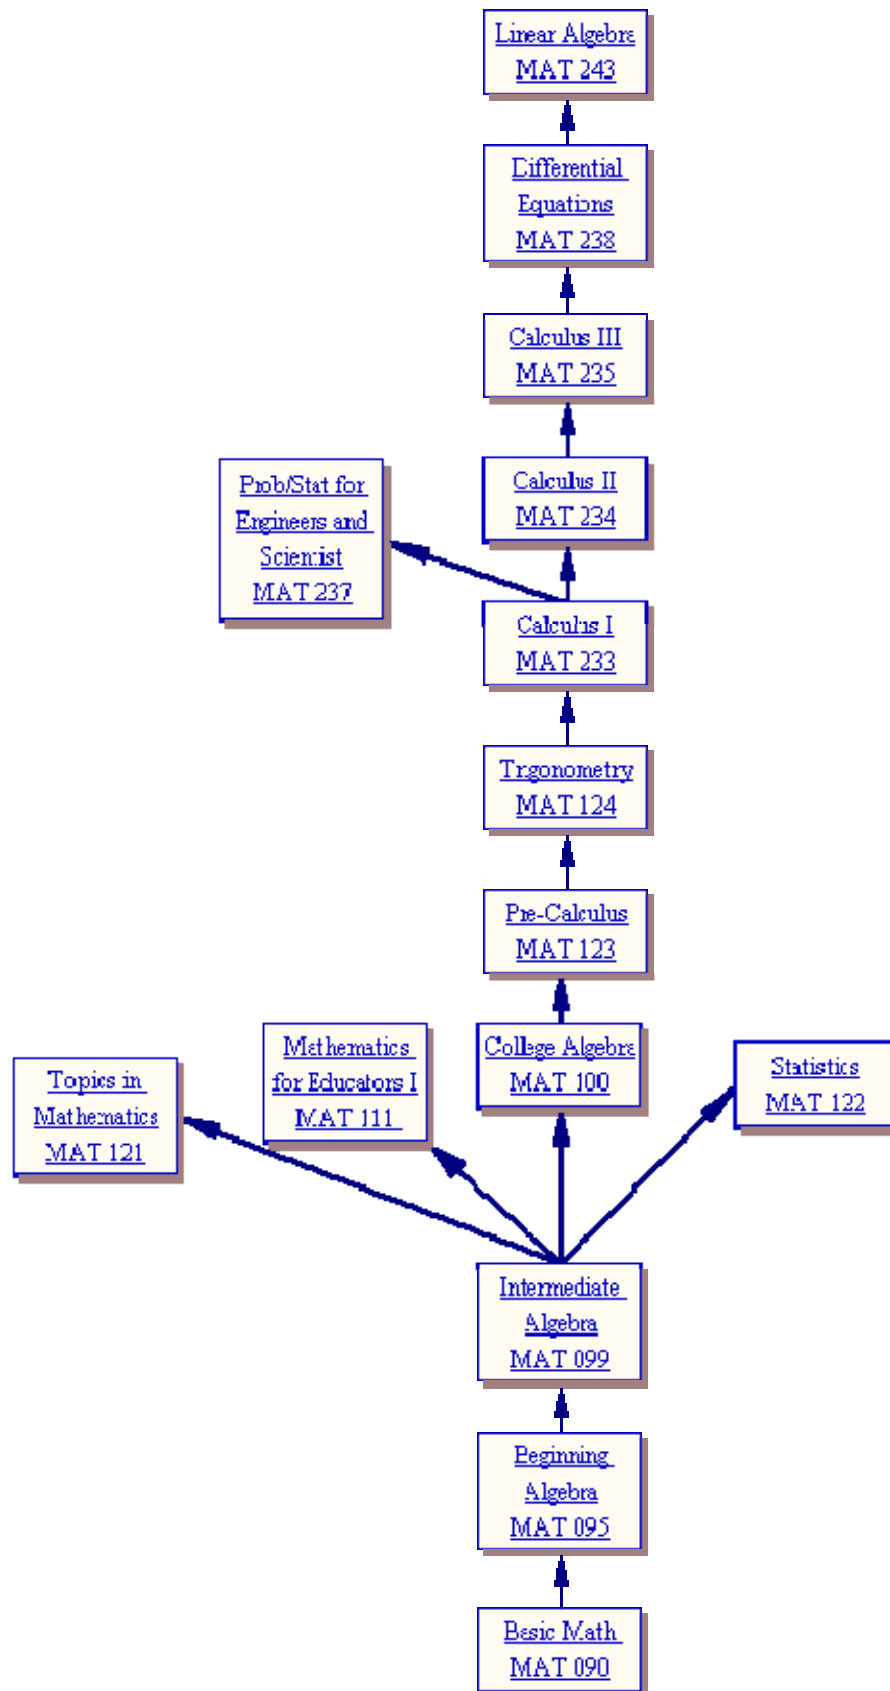 Linear Algebra
MAT 243
Differential
Equations
MAT 238
Calculus III
MAT 235
Prob/Stat for
Engineers and
Scientist
MAT 237
Calculus II
MAT 234
Calculus I
MAT 233
Trigonometry
MAT 124
Pre-Calculus
MAT 123
Topics in
Mathematics
MAT 121
Mathematics
for Educators I
MAT 111
College Algebra
MAT 100
Statistics
MAT 122
Intermediate
Algebra
MAT 099
Beginning
Algebra
MAT 095
Basic Math
MAT 090